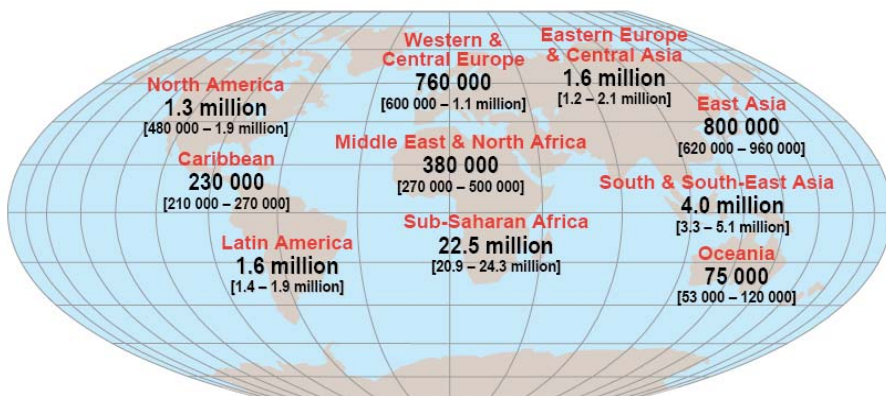 Western &
Central Europe
760 000
[600 000 – 1.1 million]
Eastern Europe
& Central Asia
1.6 million
[1.2 – 2.1 million]
North America
1.3 million
[480 000 – 1.9 million]
East Asia
800 000
[620 000 – 960 000]
Middle East & North Africa
380 000
[270 000 – 500 000]
Caribbean
230 000
[210 000 – 270 000]
South & South-East Asia
4.0 million
[3.3 – 5.1 million]
Sub-Saharan Africa
22.5 million
[20.9 – 24.3 million]
Latin America
1.6 million
[1.4 – 1.9 million]
Oceania
75 000
[53 000 – 120 000]